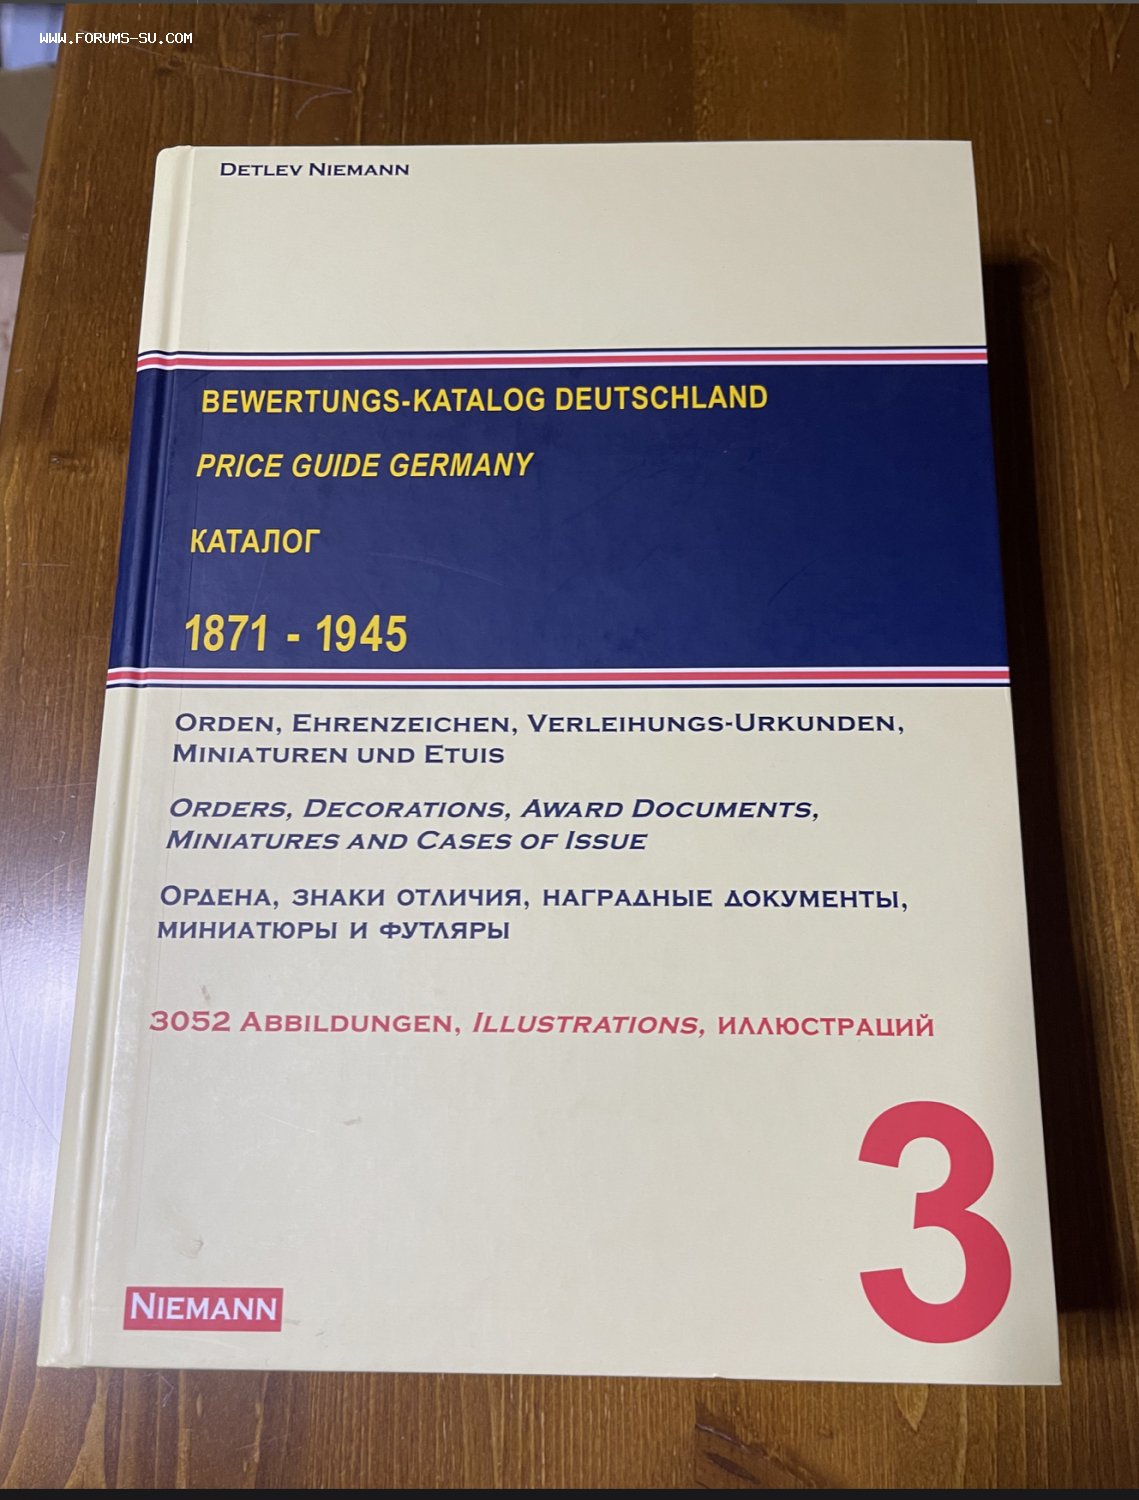 WWW.FORUMS-SU.COM
DETLEV NIEMANN
BEWERTUNGS-KATALOG DEUTSCHLAND
PRICE GUIDE GERMANY
КАТАЛОГ
1871 - 1945
ORDEN, EHRENZEICHEN, VERLEIHUNGS-URKUNDEN,
MINIATUREN UND ETUIS
ORDERS, DECORATIONS, AWARD DOCUMENTS,
MINIATURES AND CASES OF ISSUE
ОРДЕНА, ЗНАКИ ОТЛИЧИЯ, НАГРАДНЫЕ ДОКУМЕНТЫ,
МИНИАТЮРЫ И ФУТЛЯРЫ
3052 ABBILDUNGEN, ILLUSTRATIONS, ИЛЛЮСТРАЦИЙ
3
NIEMANN